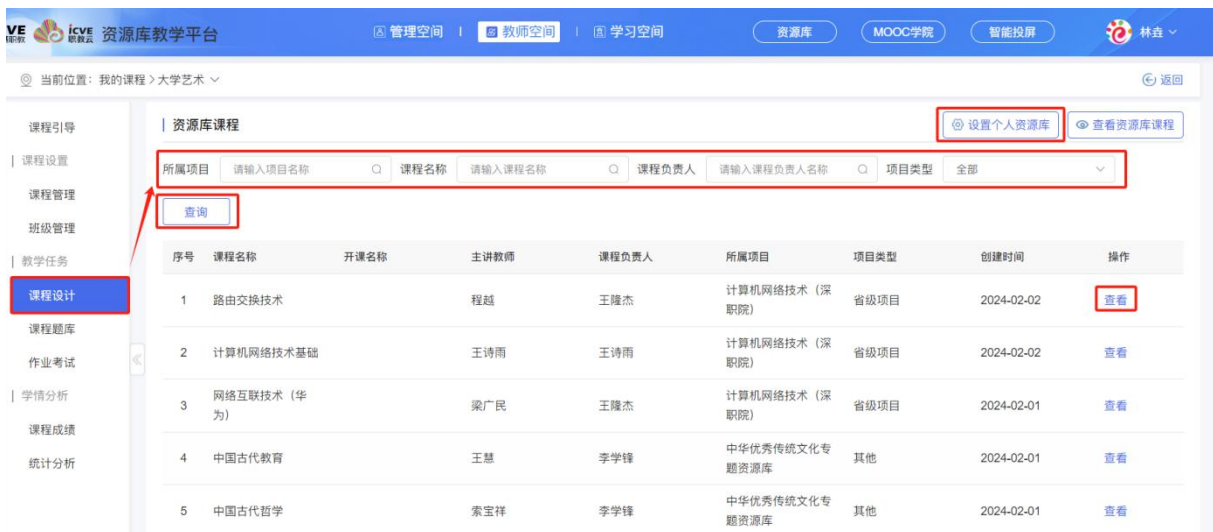 VE icve 资源库教学平台 管理空间 教师空间 学习空间 资源库 MOOC学院 智能投屏 林垚
职教 职教云
当前位置：我的课程 > 大学艺术 返回
课程引导
课程设置
课程管理
班级管理
教学任务
课程设计
课程题库
作业考试
学情分析
课程成绩
统计分析
资源库课程 设置个人资源库 查看资源库课程
所属项目 请输入项目名称 课程名称 请输入课程名称 课程负责人 请输入课程负责人名称 项目类型 全部
查询
序号 课程名称 开课名称 主讲教师 课程负责人 所属项目 项目类型 创建时间 操作
1 路由交换技术 程越 王隆杰 计算机网络技术（深 省级项目 2024-02-02 查看
职院）
2 计算机网络技术基础 王诗雨 王诗雨 计算机网络技术（深 省级项目 2024-02-02 查看
职院）
3 网络互联技术（华 梁广民 王隆杰 计算机网络技术（深 省级项目 2024-02-01 查看
为） 职院）
4 中国古代教育 王慧 李学锋 中华优秀传统文化专 其他 2024-02-01 查看
题资源库
5 中国古代哲学 索宝祥 李学锋 中华优秀传统文化专 其他 2024-02-01 查看
题资源库